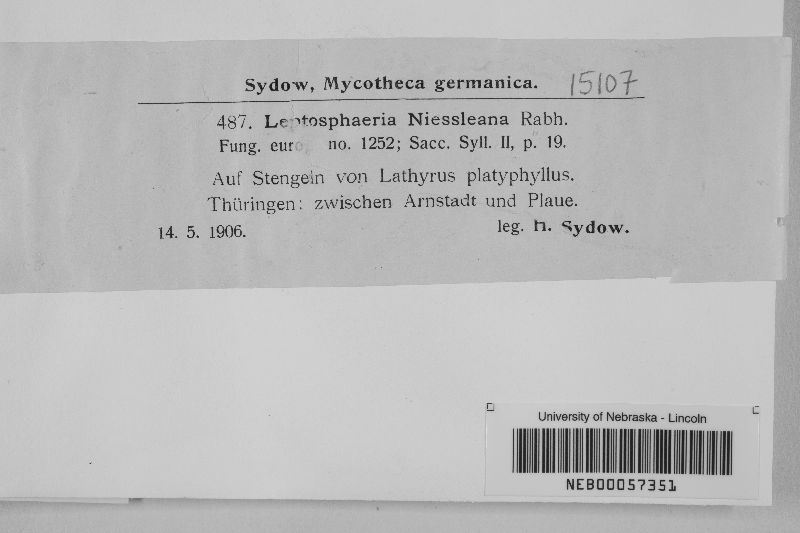 Sydow, Mycotheca germanica. 15107
487. Leptosphaeria Niessleana Rabh.
Fung. euro no. 1252; Sacc. Syll. II, p. 19.
Auf Stengeln von Lathyrus platyphyllus.
Thüringen: zwischen Arnstadt und Plaue.
14. 5. 1906. leg. H. Sydow.
University of Nebraska - Lincoln
NEB00057351